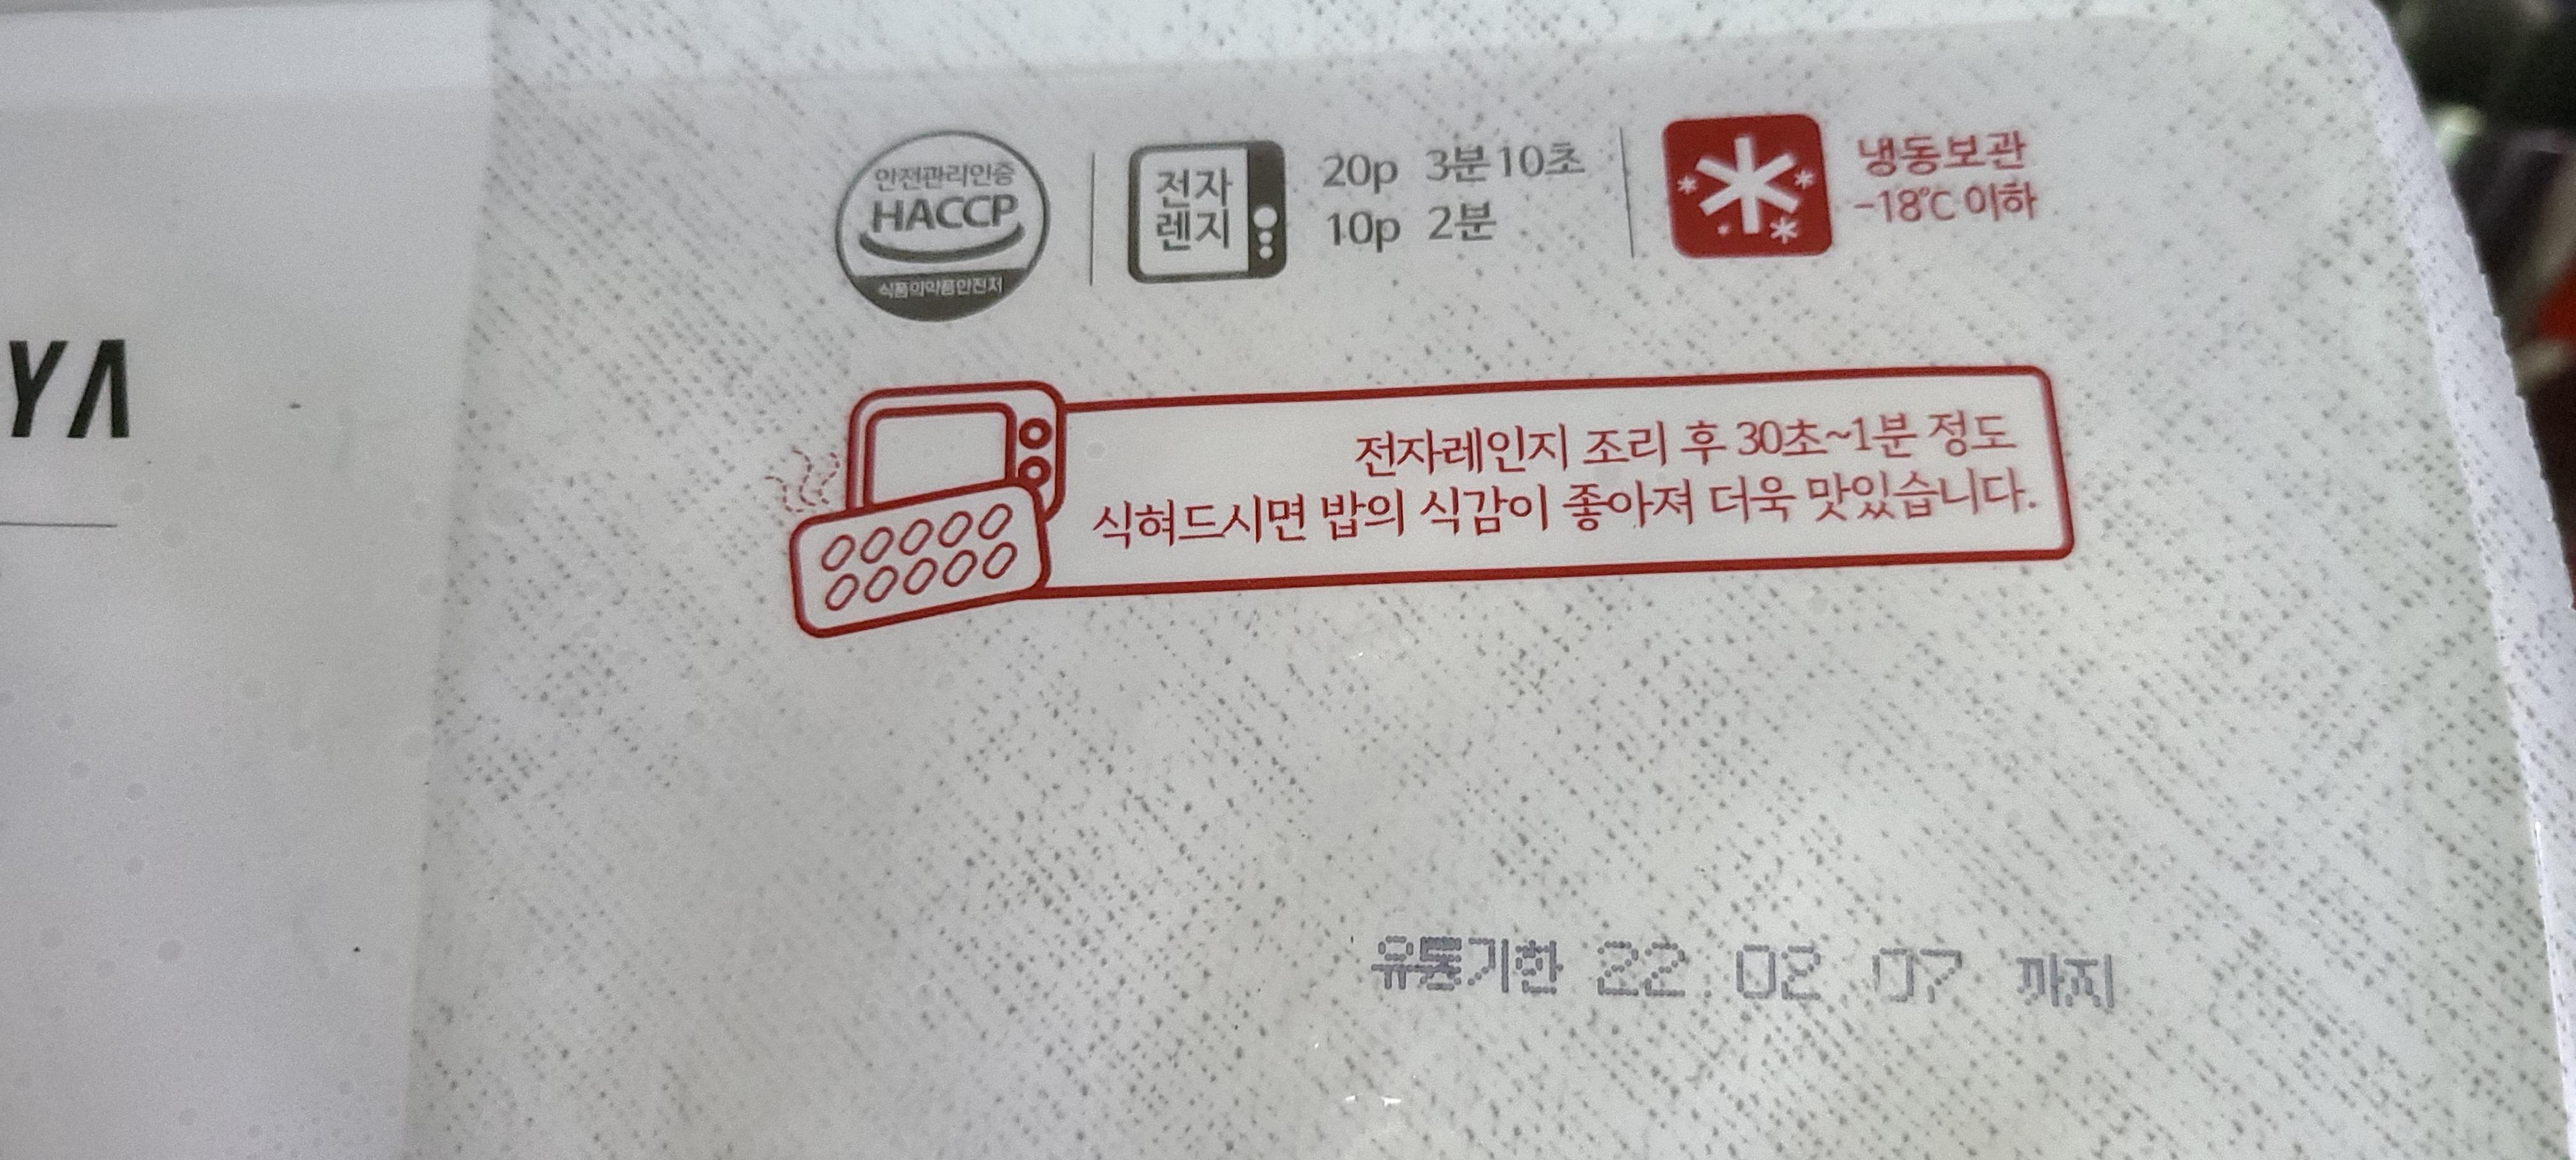 안전관리인증
HACCP
식품의약품안전처
전자
렌지
20p 3분 10초
10p 2분
냉동보관
-18℃ 이하
YA
전자레인지 조리 후 30초~1분 정도
식혀드시면 밥의 식감이 좋아져 더욱 맛있습니다.
유통기한 22.02.07 까지